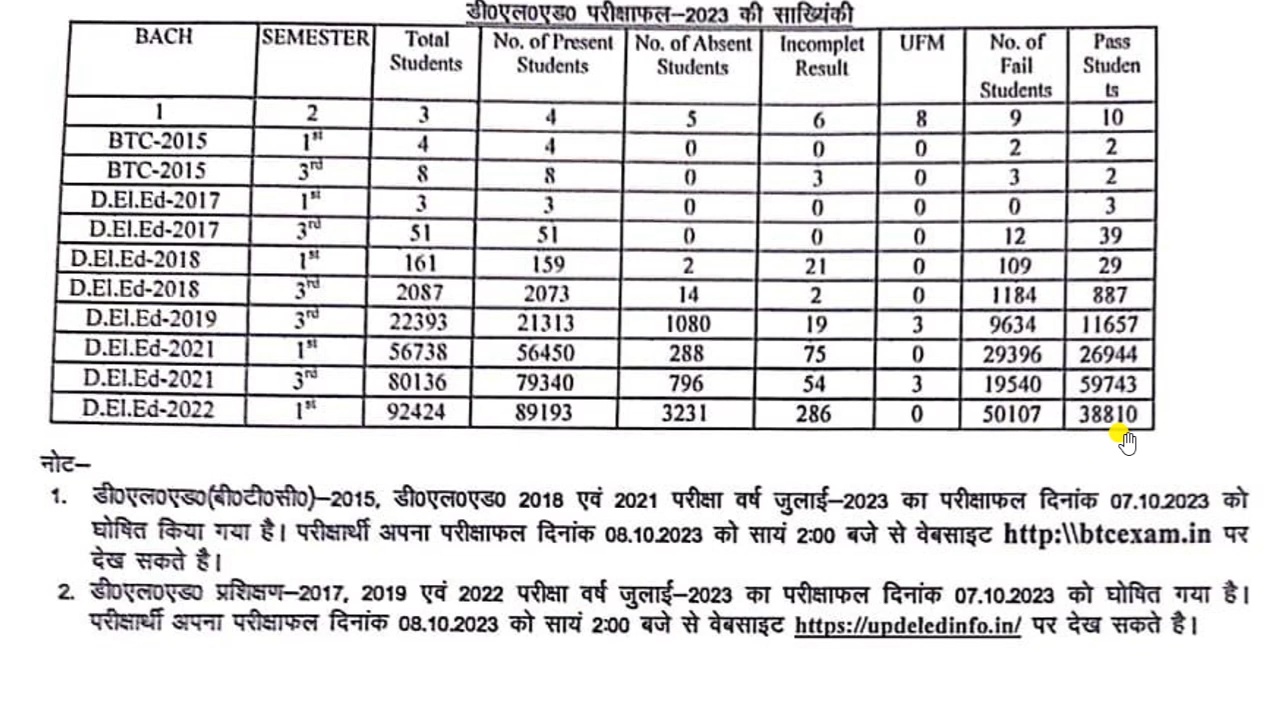 डी०एल०एड० परीक्षाफल–2023 की साख्यिंकी
BACH SEMESTER Total Students No. of Present Students No. of Absent Students Incomplet Result UFM No. of Fail Students Pass Studen ts
1 2 3 4 5 6 8 9 10
BTC-2015 1st 4 4 0 0 0 2 2
BTC-2015 3rd 8 8 0 3 0 3 2
D.El.Ed-2017 1st 3 3 0 0 0 0 3
D.El.Ed-2017 3rd 51 51 0 0 0 12 39
D.El.Ed-2018 1st 161 159 2 21 0 109 29
D.El.Ed-2018 3rd 2087 2073 14 2 0 1184 887
D.El.Ed-2019 3rd 22393 21313 1080 19 3 9634 11657
D.El.Ed-2021 1st 56738 56450 288 75 0 29396 26944
D.El.Ed-2021 3rd 80136 79340 796 54 3 19540 59743
D.El.Ed-2022 1st 92424 89193 3231 286 0 50107 38810
नोट–
1. डी०एल०एड०(बी०टी०सी०)–2015, डी०एल०एड० 2018 एवं 2021 परीक्षा वर्ष जुलाई–2023 का परीक्षाफल दिनांक 07.10.2023 को
घोषित किया गया है। परीक्षार्थी अपना परीक्षाफल दिनांक 08.10.2023 को सायं 2:00 बजे से वेबसाइट http:\\btcexam.in पर
देख सकते है।
2. डी०एल०एड० प्रशिक्षण–2017, 2019 एवं 2022 परीक्षा वर्ष जुलाई–2023 का परीक्षाफल दिनांक 07.10.2023 को घोषित गया है।
परीक्षार्थी अपना परीक्षाफल दिनांक 08.10.2023 को सायं 2:00 बजे से वेबसाइट https://updeledinfo.in/ पर देख सकते है।